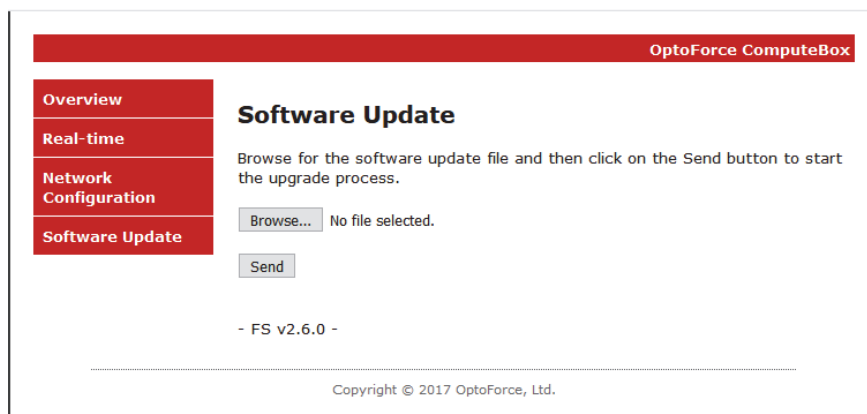 OptoForce ComputeBox
Overview
Real-time
Network
Configuration
Software Update
Software Update
Browse for the software update file and then click on the Send button to start
the upgrade process.
Browse... No file selected.
Send
- FS v2.6.0 -
Copyright © 2017 OptoForce, Ltd.